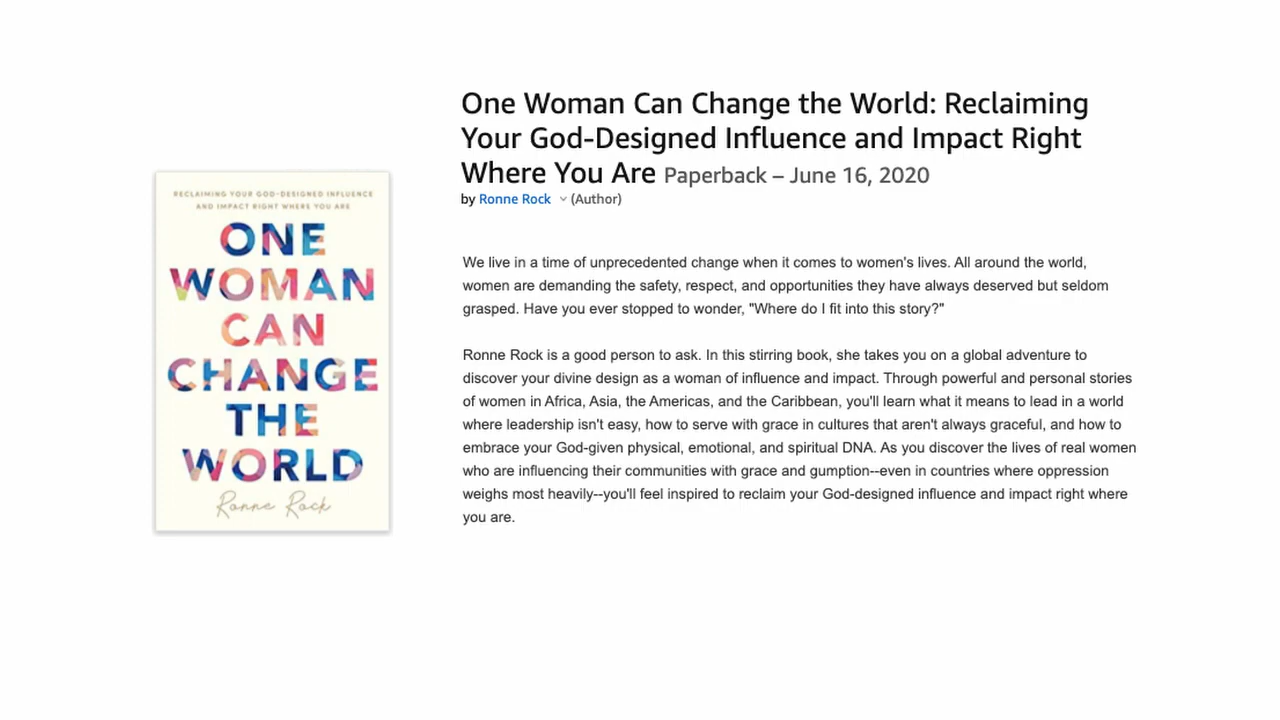 One Woman Can Change the World: Reclaiming
Your God-Designed Influence and Impact Right
Where You Are Paperback – June 16, 2020
by Ronne Rock (Author)
RECLAIMING YOUR GOD-DESIGNED INFLUENCE
AND IMPACT RIGHT WHERE YOU ARE
ONE
WOMAN
CAN
CHANGE
THE
WORLD
Ronne Rock
We live in a time of unprecedented change when it comes to women's lives. All around the world,
women are demanding the safety, respect, and opportunities they have always deserved but seldom
grasped. Have you ever stopped to wonder, "Where do I fit into this story?"
Ronne Rock is a good person to ask. In this stirring book, she takes you on a global adventure to
discover your divine design as a woman of influence and impact. Through powerful and personal stories
of women in Africa, Asia, the Americas, and the Caribbean, you'll learn what it means to lead in a world
where leadership isn't easy, how to serve with grace in cultures that aren't always graceful, and how to
embrace your God-given physical, emotional, and spiritual DNA. As you discover the lives of real women
who are influencing their communities with grace and gumption--even in countries where oppression
weighs most heavily--you'll feel inspired to reclaim your God-designed influence and impact right where
you are.